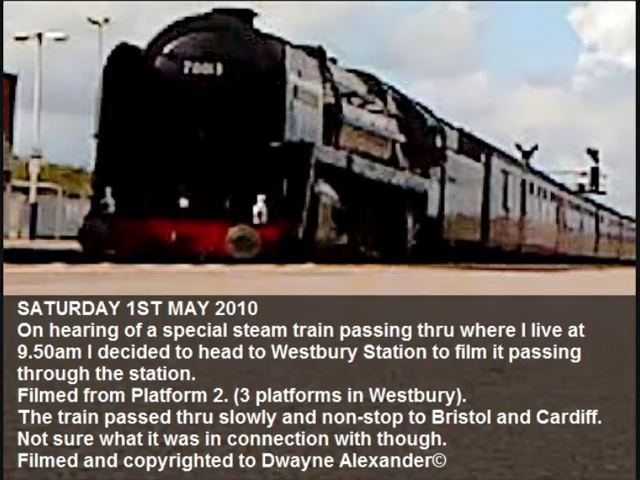 70013
SATURDAY 1ST MAY 2010
On hearing of a special steam train passing thru where I live at
9.50am I decided to head to Westbury Station to film it passing
through the station.
Filmed from Platform 2. (3 platforms in Westbury).
The train passed thru slowly and non-stop to Bristol and Cardiff.
Not sure what it was in connection with though.
Filmed and copyrighted to Dwayne Alexander©